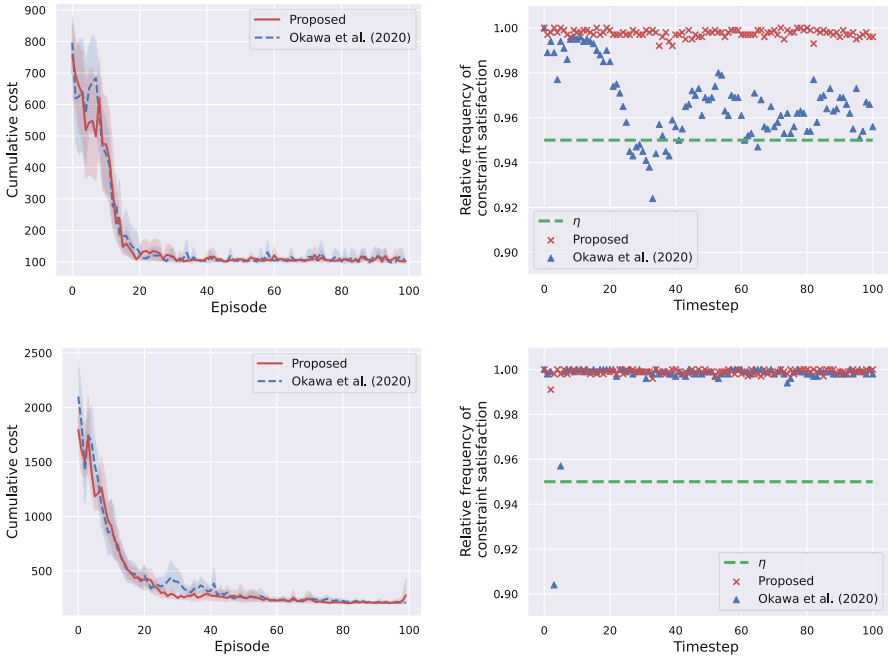 900
800
700
600
500
400
300
200
100
0
20
40
60
80
100
Episode
Cumulative cost
Proposed
Okawa et al. (2020)
1.00
0.98
0.96
0.94
0.92
0.90
0
20
40
60
80
100
Timestep
Relative frequency of
constraint satisfaction
η
Proposed
Okawa et al. (2020)
2500
2000
1500
1000
500
0
20
40
60
80
100
Episode
Cumulative cost
Proposed
Okawa et al. (2020)
1.00
0.98
0.96
0.94
0.92
0.90
0
20
40
60
80
100
Timestep
Relative frequency of
constraint satisfaction
η
Proposed
Okawa et al. (2020)